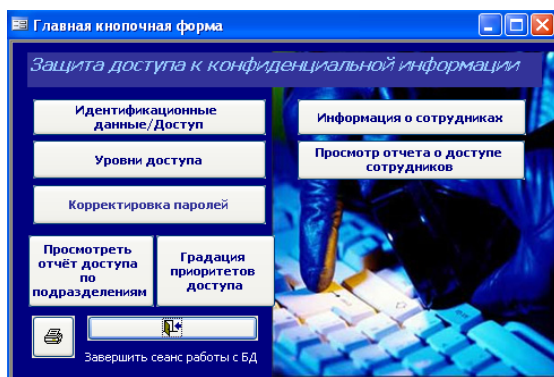 Главная кнопочная форма
Защита доступа к конфиденциальной информации
Идентификационные
данные/Доступ
Уровни доступа
Корректировка паролей
Просмотреть
отчёт доступа
по
подразделениям
Градация
приоритетов
доступа
Завершить сеанс работы с БД
Информация о сотрудниках
Просмотр отчета о доступе
сотрудников